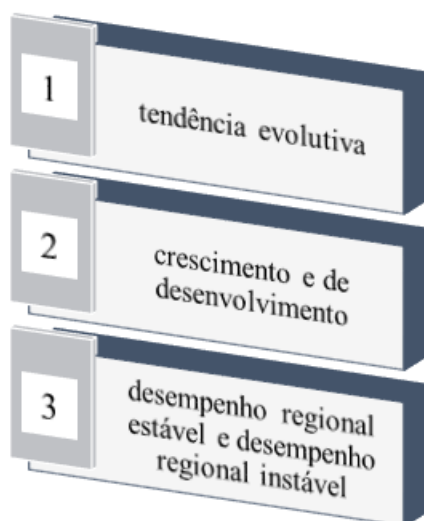 1
tendência evolutiva
2
crescimento e de
desenvolvimento
3
desempenho regional
estável e desempenho
regional instável